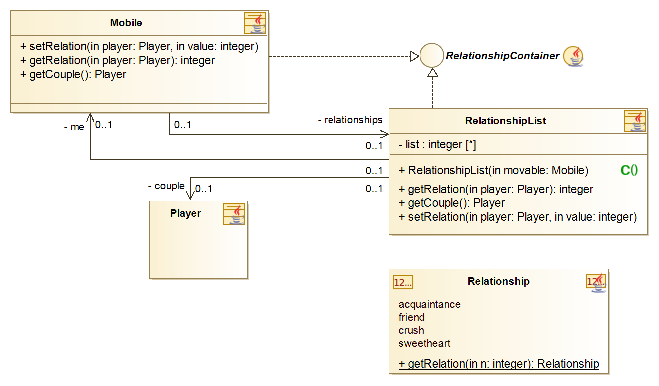 Mobile
+ setRelation(in player: Player, in value: integer)
+ getRelation(in player: Player): integer
+ getCouple(): Player
RelationshipContainer
- me
0..1
0..1
- relationships
0..1
RelationshipList
- list : integer [*]
+ RelationshipList(in movable: Mobile)
C()
+ getRelation(in player: Player): integer
+ getCouple(): Player
+ setRelation(in player: Player, in value: integer)
0..1
0..1
- couple
0..1
Player
12...
Relationship
12...
acquaintance
friend
crush
sweetheart
+ getRelation(in n: integer): Relationship